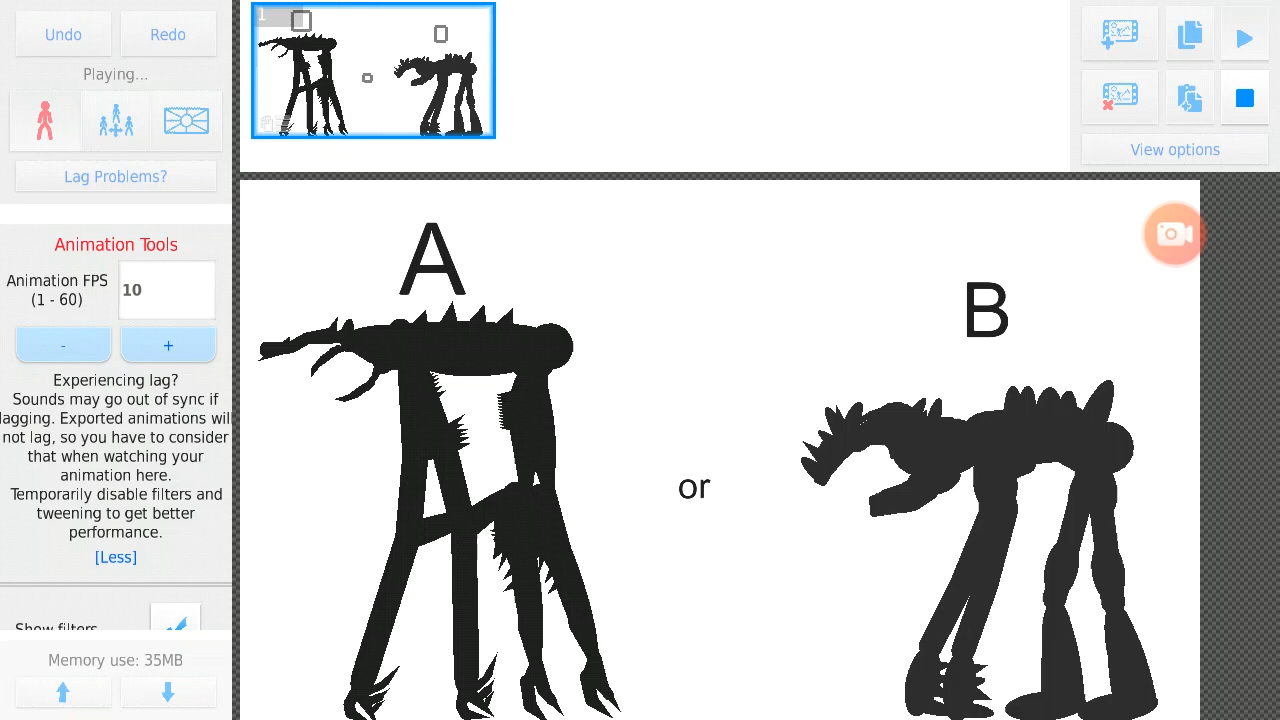 Undo
Redo
Playing...
Lag Problems?
Animation Tools
Animation FPS
(1 - 60)
10
-
+
Experiencing lag?
Sounds may go out of sync if
lagging. Exported animations will
not lag, so you have to consider
that when watching your
animation here.
Temporarily disable filters and
tweening to get better
performance.
[Less]
Show filters
Memory use: 35MB
1
View options
A
B
or